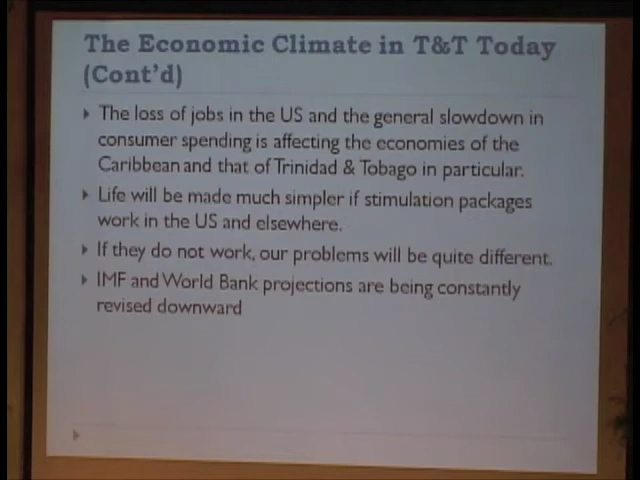 The Economic Climate in T&T Today
(Cont'd)
The loss of jobs in the US and the general slowdown in
consumer spending is affecting the economies of the
Caribbean and that of Trinidad & Tobago in particular.
Life will be made much simpler if stimulation packages
work in the US and elsewhere.
If they do not work, our problems will be quite different.
IMF and World Bank projections are being constantly
revised downward